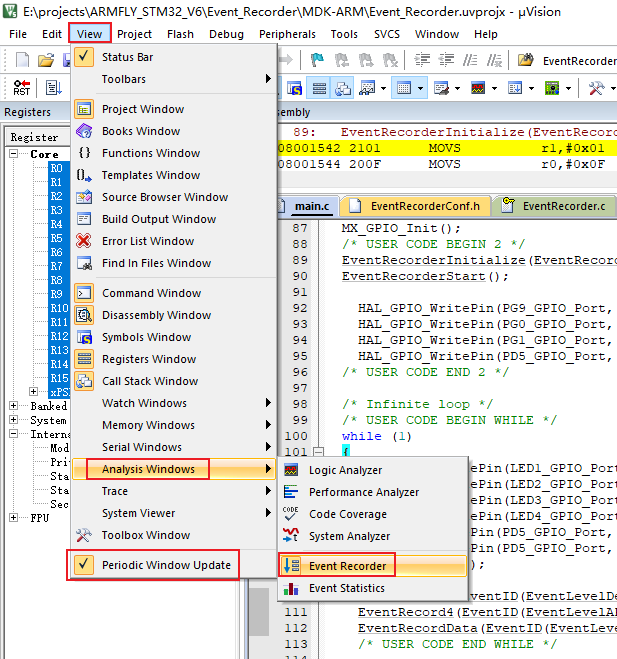 E:\projects\ARMFLY_STM32_V6\Event_Recorder\MDK-ARM\Event_Recorder.uvprojx - µVision
File Edit View Project Flash Debug Peripherals Tools SVCS Window Help
Status Bar
Toolbars
Project Window
Books Window
Functions Window
Templates Window
Source Browser Window
Build Output Window
Error List Window
Find In Files Window
Command Window
Disassembly Window
Symbols Window
Registers Window
Call Stack Window
Watch Windows
Memory Windows
Serial Windows
Analysis Windows
Trace
System Viewer
Toolbox Window
Periodic Window Update
Logic Analyzer
Performance Analyzer
Code Coverage
System Analyzer
Event Recorder
Event Statistics
EventRecorder
RST
Registers
Register
Core
R0
R1
R2
R3
R4
R5
R6
R7
R8
R9
R10
R11
R12
R13
R14
R15
xPS
Banked
System
Interna
Mod
Pri
Sta
Sta
Sec
FPU
sembly
89: EventRecorderInitialize(EventRecor
08001542 2101 MOVS r1,#0x01
08001544 200F MOVS r0,#0x0F
main.c EventRecorderConf.h EventRecorder.c
87 MX_GPIO_Init();
88 /* USER CODE BEGIN 2 */
89 EventRecorderInitialize(EventRecor
90 EventRecorderStart();
91
92 HAL_GPIO_WritePin(PG9_GPIO_Port,
93 HAL_GPIO_WritePin(PG0_GPIO_Port,
94 HAL_GPIO_WritePin(PG1_GPIO_Port,
95 HAL_GPIO_WritePin(PD5_GPIO_Port,
96 /* USER CODE END 2 */
97
98 /* Infinite loop */
99 /* USER CODE BEGIN WHILE */
100 while (1)
101 {
ePin(LED1_GPIO_Port
ePin(LED2_GPIO_Port
ePin(LED3_GPIO_Port
ePin(LED4_GPIO_Port
ePin(PD5_GPIO_Port,
ePin(PD5_GPIO_Port,
);
ventID(EventLevelDe
111 EventRecord4(EventID(EventLevelAP
112 EventRecordData(EventID(EventLeve
113 /* USER CODE END WHILE */